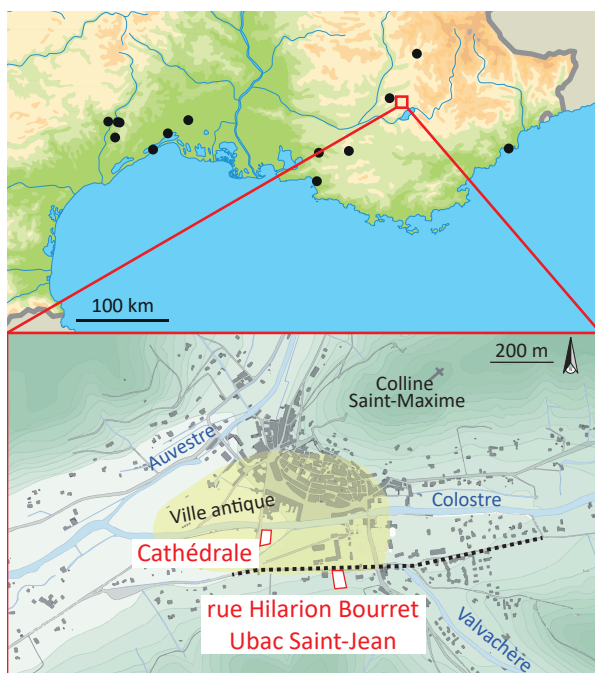 100 km
200 m
Colline
Saint-Maxime
Auvestre
Ville antique
Colostre
Cathédrale
rue Hilarion Bourret
Ubac Saint-Jean
Valvachère